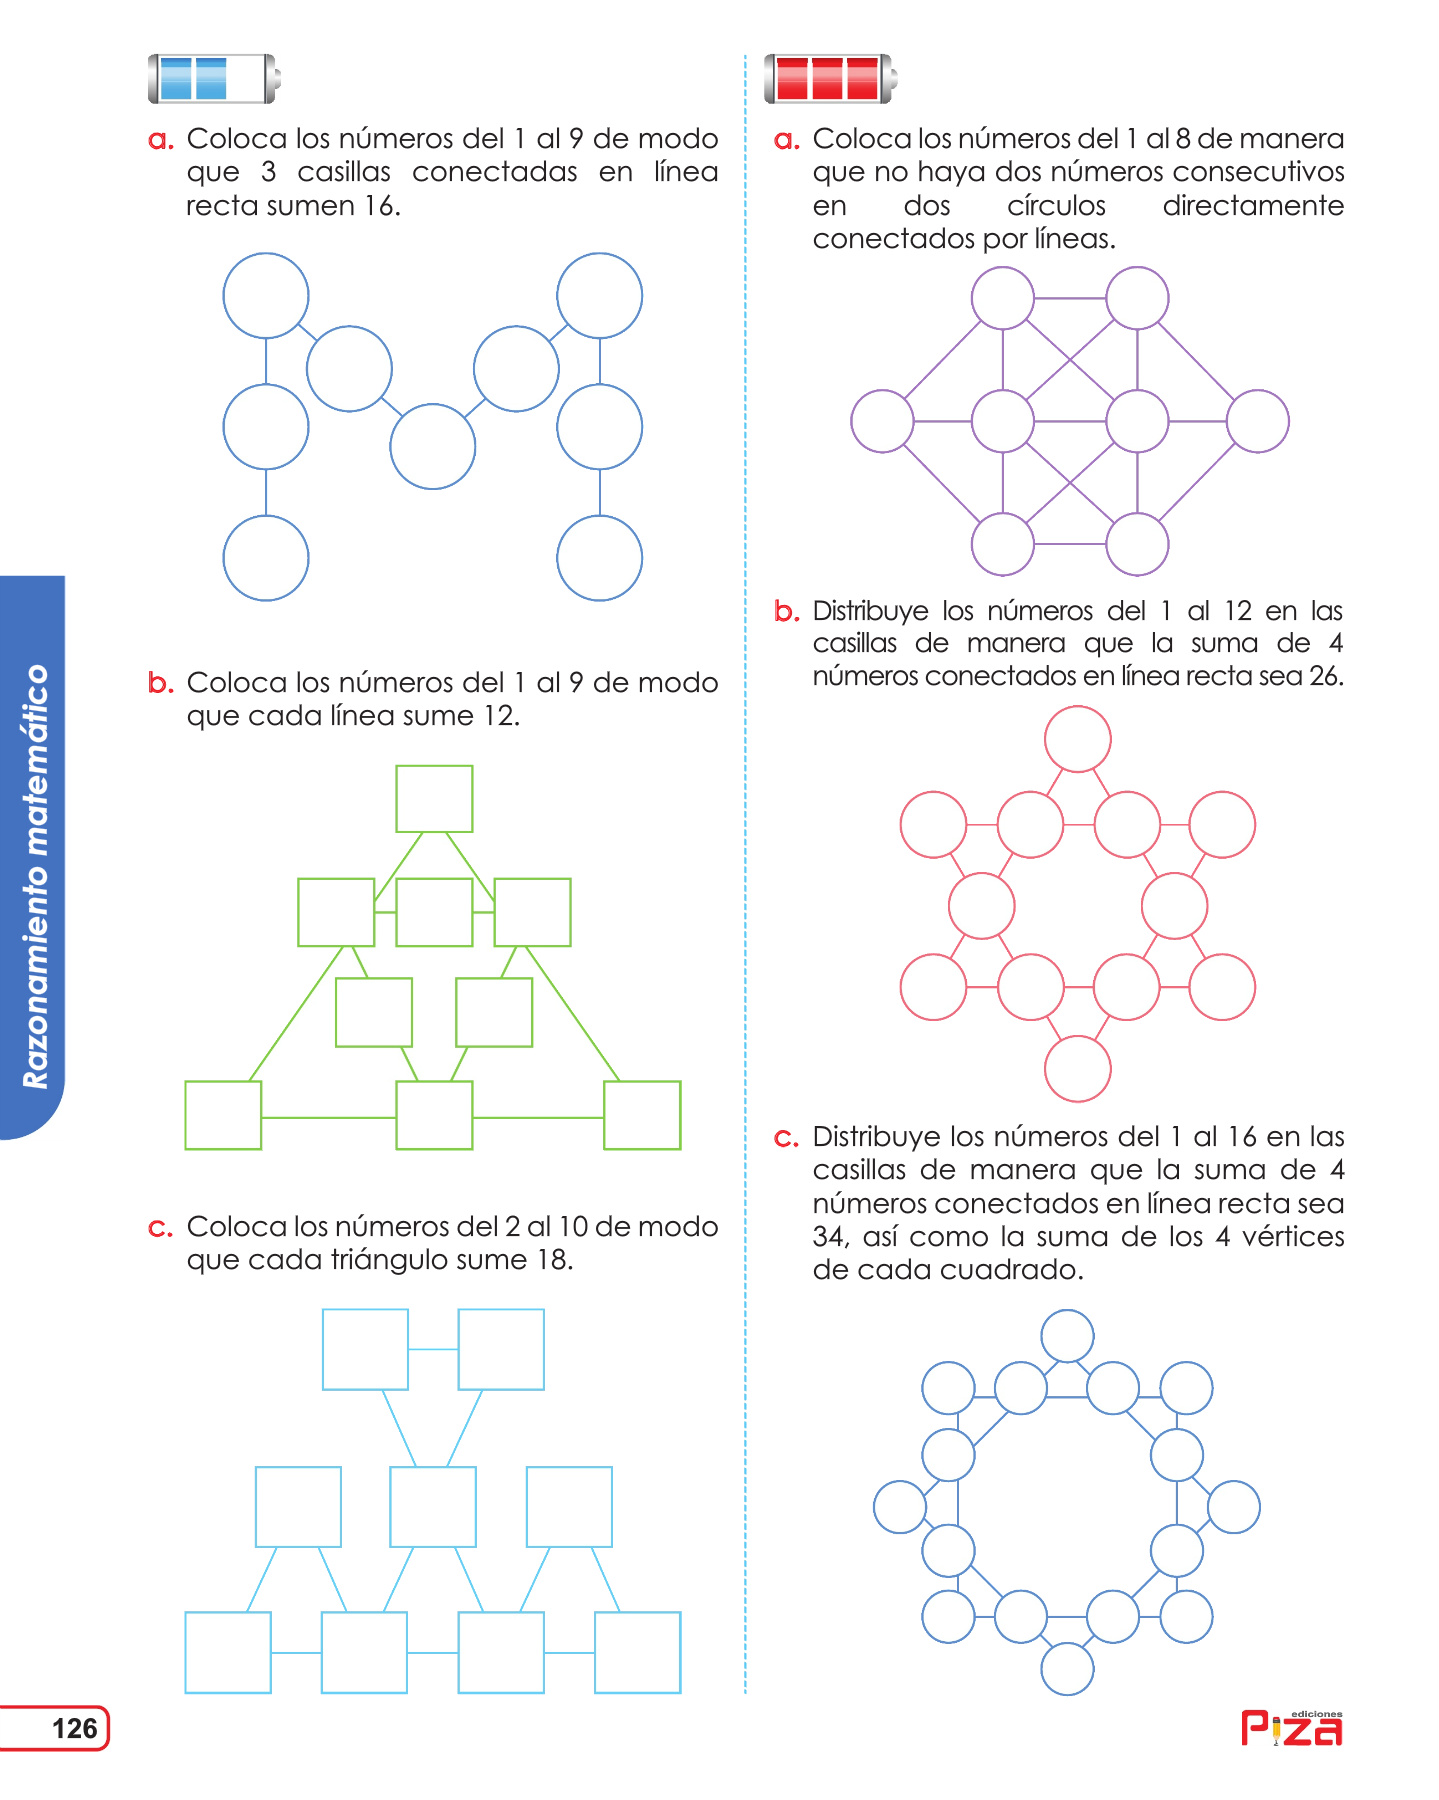 a. Coloca los números del 1 al 9 de modo
que 3 casillas conectadas en línea
recta sumen 16.
b. Coloca los números del 1 al 9 de modo
que cada línea sume 12.
c. Coloca los números del 2 al 10 de modo
que cada triángulo sume 18.
a. Coloca los números del 1 al 8 de manera
que no haya dos números consecutivos
en dos círculos directamente
conectados por líneas.
b. Distribuye los números del 1 al 12 en las
casillas de manera que la suma de 4
números conectados en línea recta sea 26.
c. Distribuye los números del 1 al 16 en las
casillas de manera que la suma de 4
números conectados en línea recta sea
34, así como la suma de los 4 vértices
de cada cuadrado.
Razonamiento matemático
126
ediciones
Piza